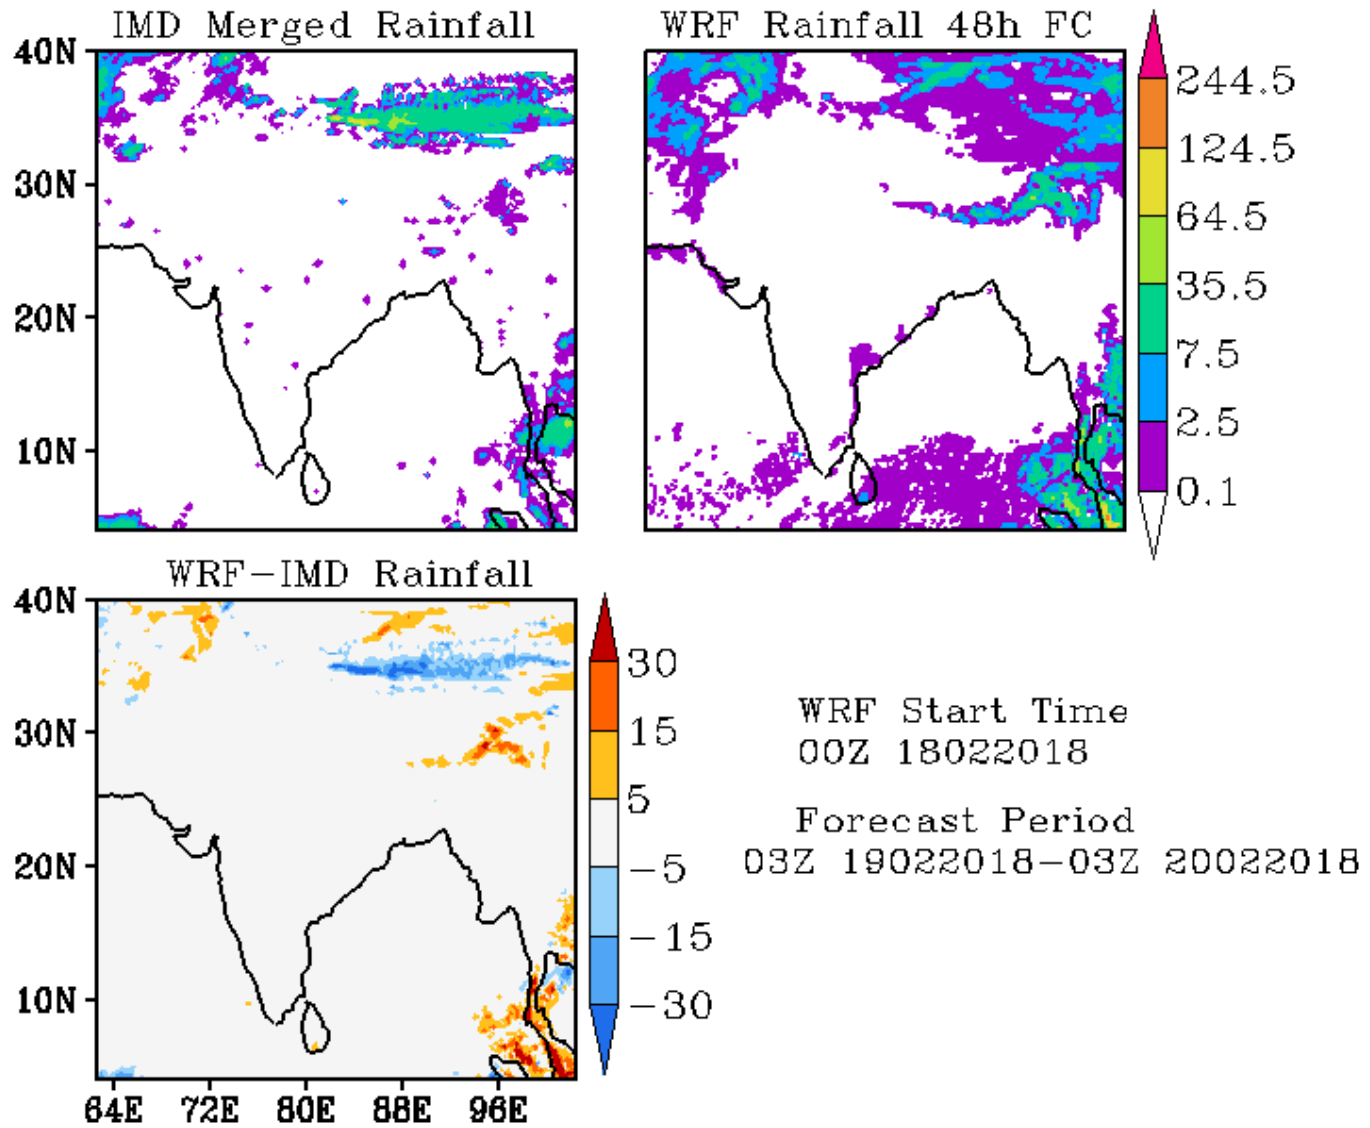 IMD Merged Rainfall
WRF Rainfall 48h FC
40N
30N
20N
10N
244.5
124.5
64.5
35.5
7.5
2.5
0.1
WRF-IMD Rainfall
40N
30N
20N
10N
64E 72E 80E 88E 96E
30
15
5
-5
-15
-30
WRF Start Time
00Z 18022018
Forecast Period
03Z 19022018-03Z 20022018